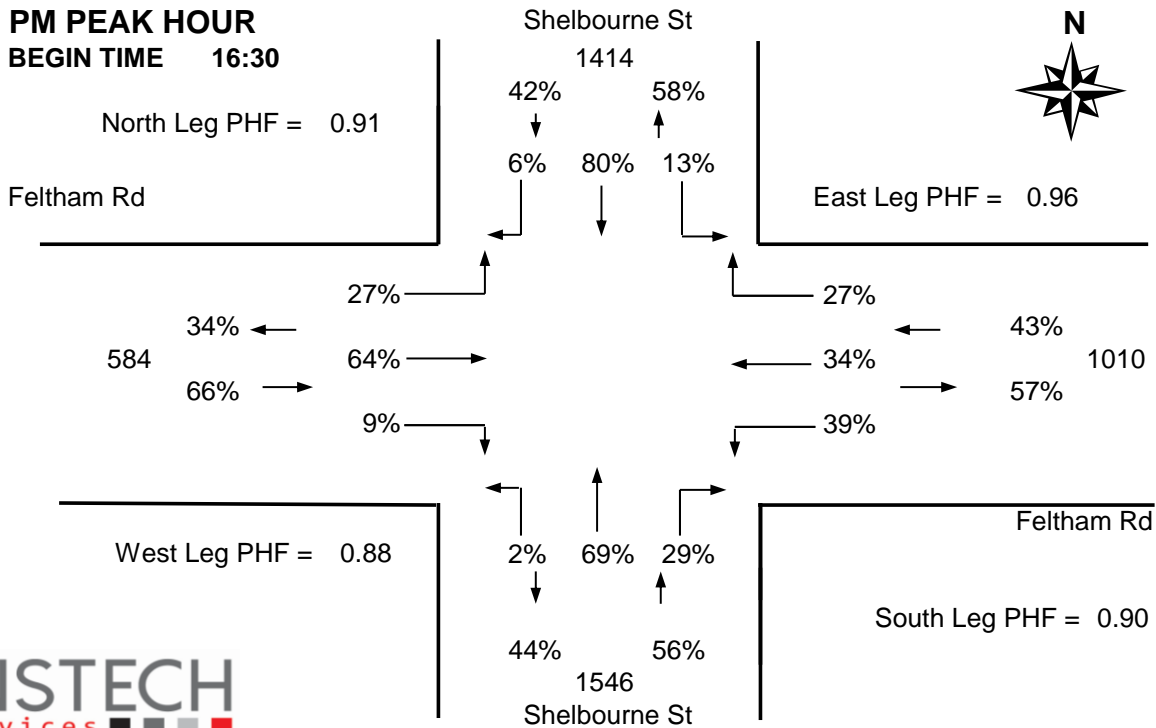 PM PEAK HOUR
BEGIN TIME 16:30
Shelbourne St
1414
N
42% 58%
North Leg PHF = 0.91
6% 80% 13%
Feltham Rd
East Leg PHF = 0.96
27% 27%
34% 43%
584 64% 34% 1010
66% 57%
9% 39%
Feltham Rd
West Leg PHF = 0.88
2% 69% 29%
South Leg PHF = 0.90
44% 56%
1546
Shelbourne St